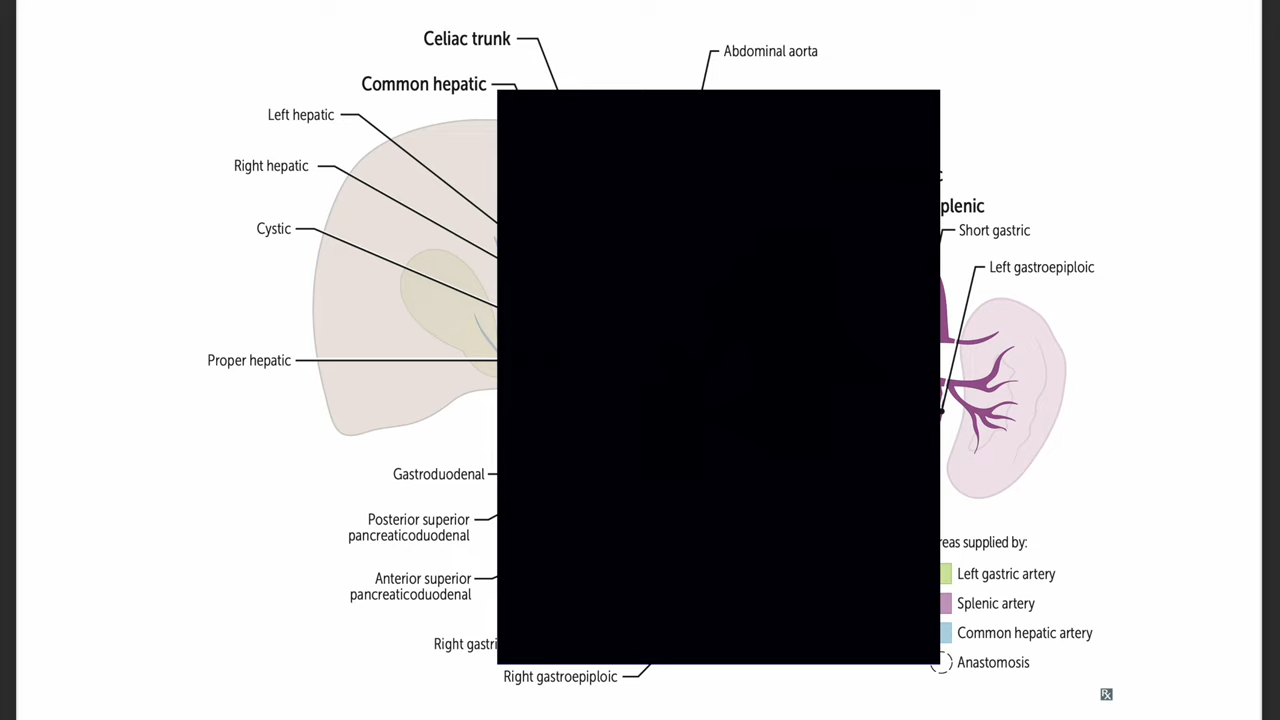 Celiac trunk
Abdominal aorta
Common hepatic
Left hepatic
Right hepatic
plenic
Cystic
Short gastric
Left gastroepiploic
Proper hepatic
Gastroduodenal
Posterior superior
pancreaticoduodenal
reas supplied by:
Anterior superior
pancreaticoduodenal
Left gastric artery
Splenic artery
Common hepatic artery
Right gastri
Anastomosis
Right gastroepiploic